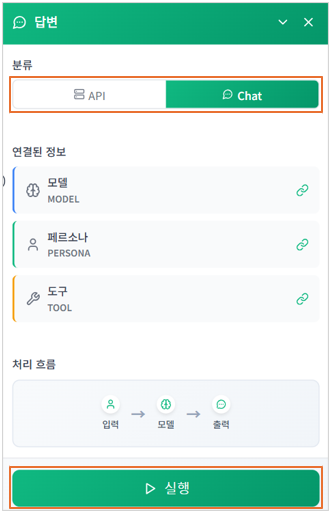 답변
분류
API
Chat
연결된 정보
)
모델
MODEL
페르소나
PERSONA
도구
TOOL
처리 흐름
입력 → 모델 → 출력
실행